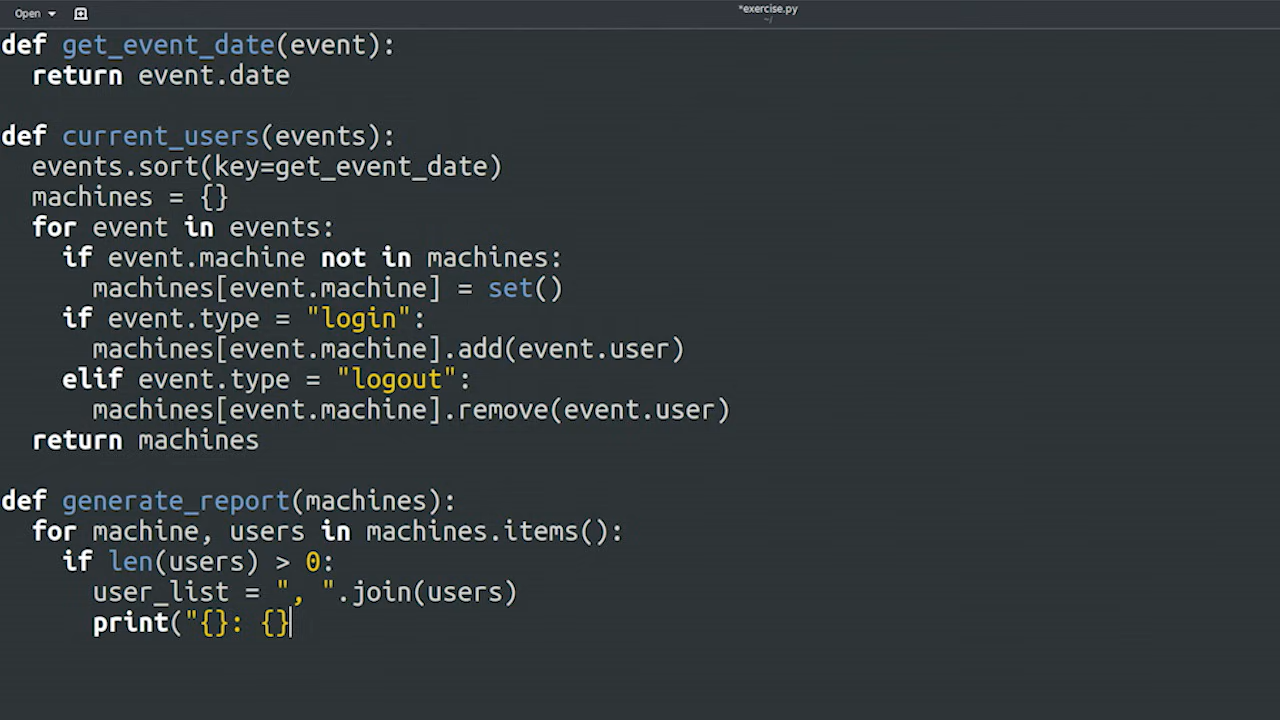 Open
*exercise.py
~/
def get_event_date(event):
  return event.date

def current_users(events):
  events.sort(key=get_event_date)
  machines = {}
  for event in events:
    if event.machine not in machines:
      machines[event.machine] = set()
    if event.type = "login":
      machines[event.machine].add(event.user)
    elif event.type = "logout":
      machines[event.machine].remove(event.user)
  return machines

def generate_report(machines):
  for machine, users in machines.items():
    if len(users) > 0:
      user_list = ", ".join(users)
      print("{}: {}